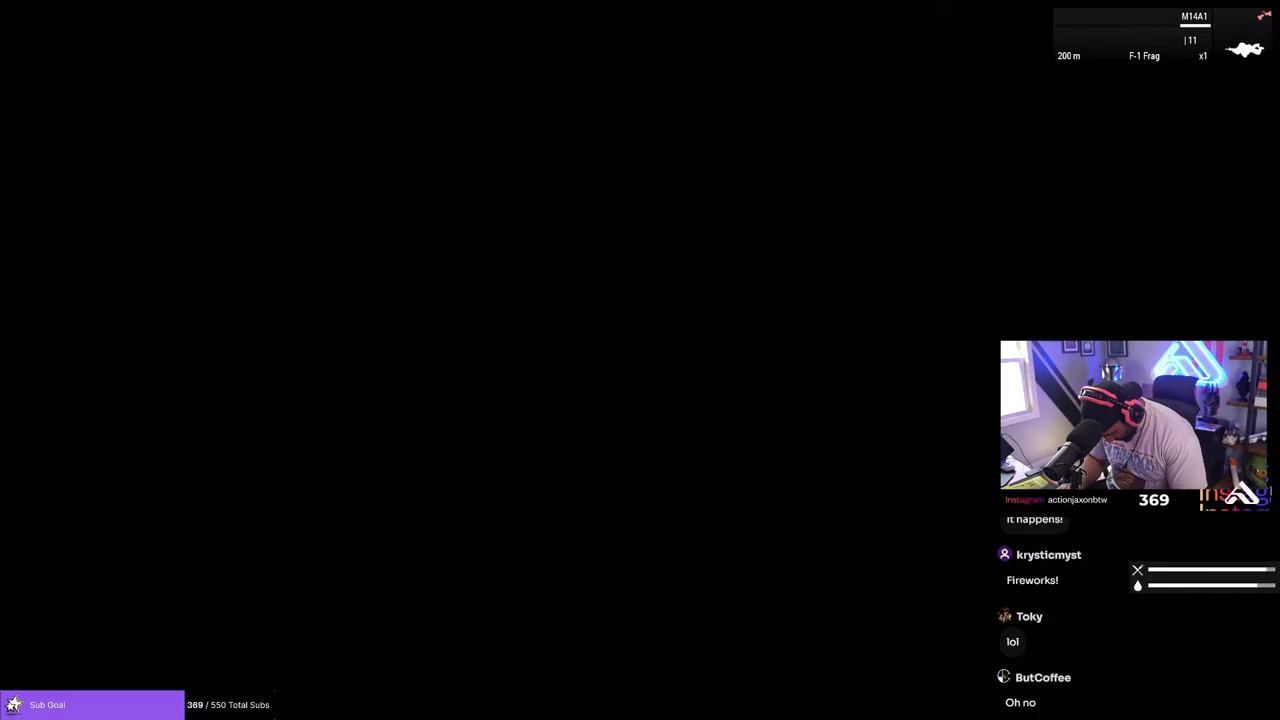 M14A1
| 11
200 m F-1 Frag x1
Instagram actionjaxonbtw 369
It happens!
krysticmyst
Fireworks!
Toky
lol
ButCoffee
Oh no
Sub Goal 369 / 550 Total Subs